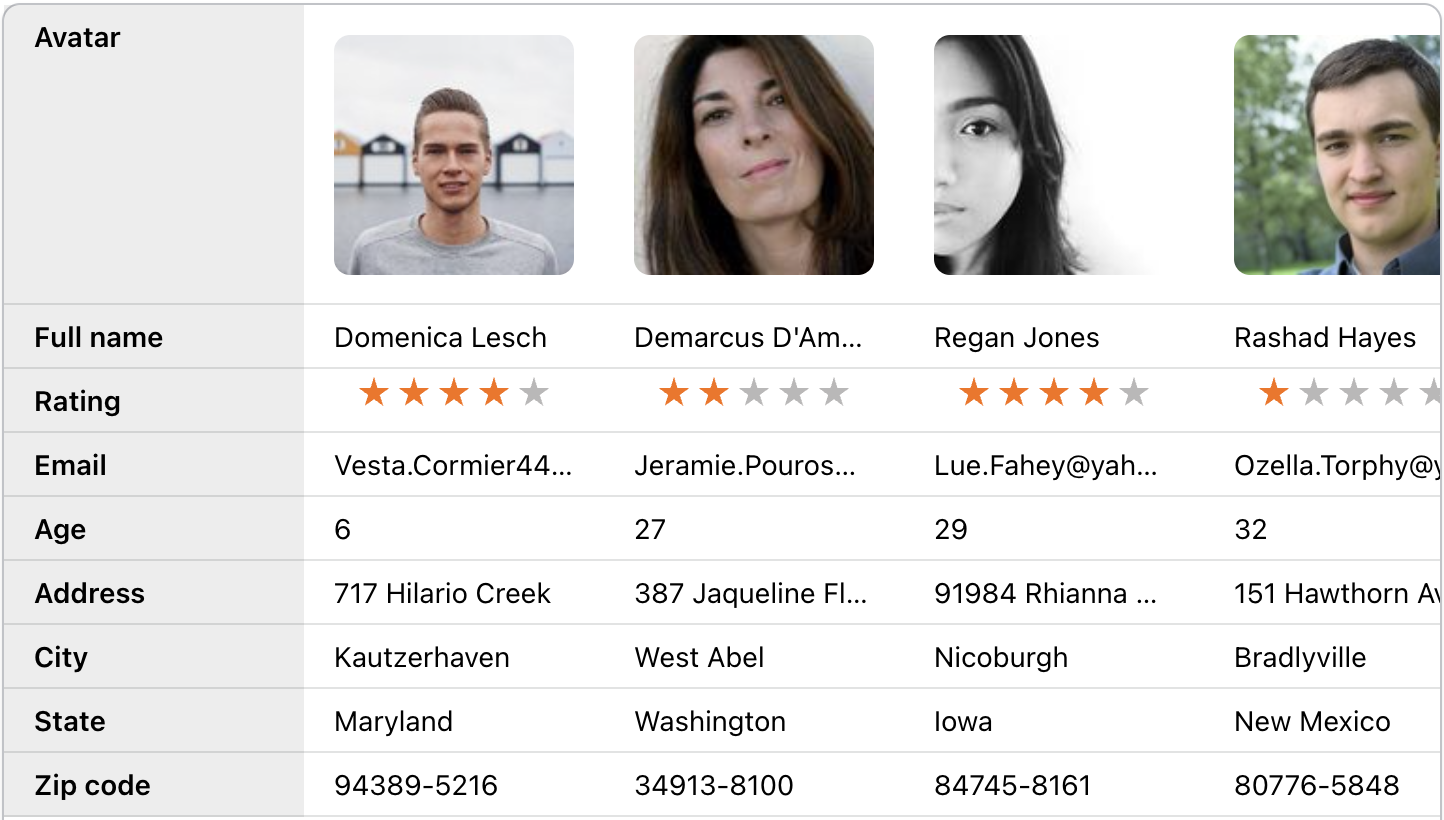 Avatar
Full name Domenica Lesch Demarcus D'Am... Regan Jones Rashad Hayes
Rating
Email Vesta.Cormier44... Jeramie.Pouros... Lue.Fahey@yah... Ozella.Torphy@y
Age 6 27 29 32
Address 717 Hilario Creek 387 Jaqueline Fl... 91984 Rhianna ... 151 Hawthorn Av
City Kautzerhaven West Abel Nicoburgh Bradlyville
State Maryland Washington Iowa New Mexico
Zip code 94389-5216 34913-8100 84745-8161 80776-5848